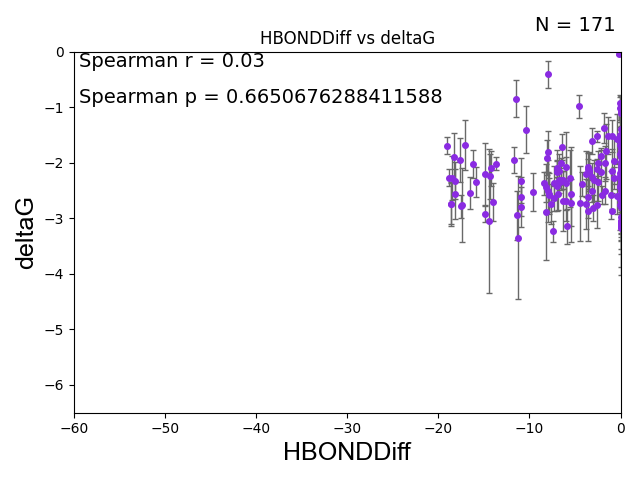 N = 171
HBONDDiff vs deltaG
Spearman r = 0.03
Spearman p = 0.6650676288411588
0
−1
−2
−3
−4
−5
−6
deltaG
−60 −50 −40 −30 −20 −10 0
HBONDDiff